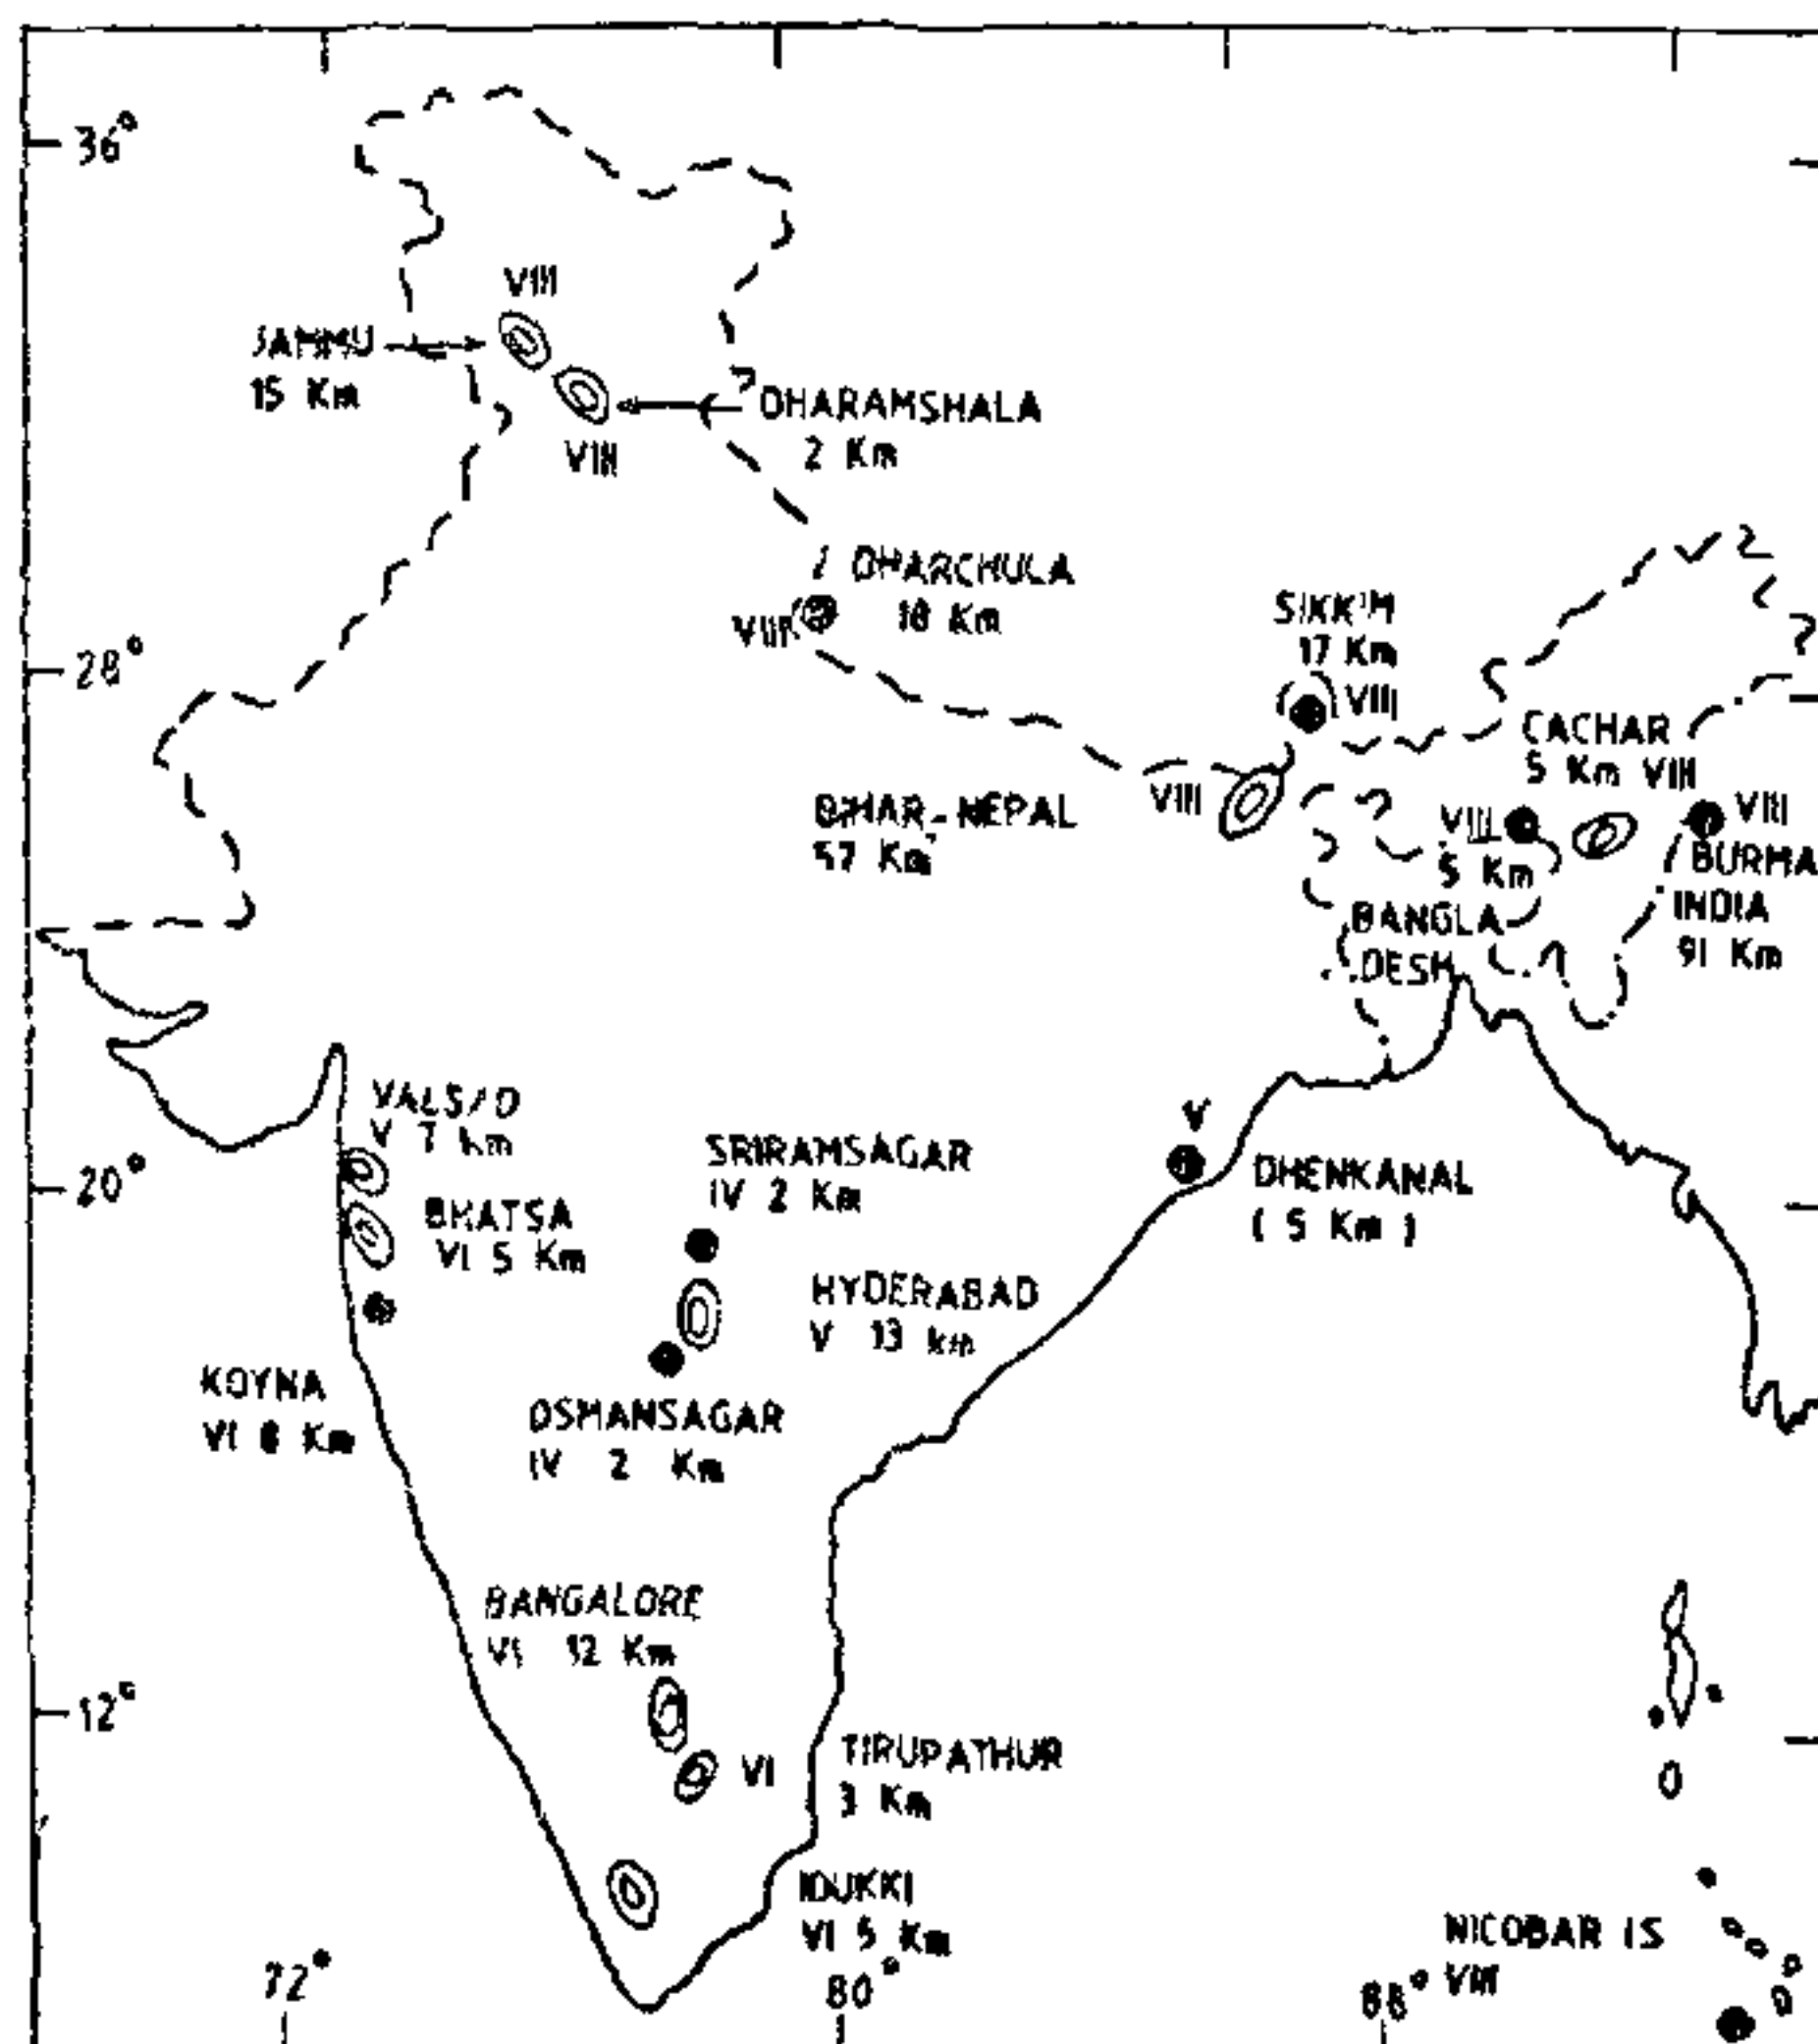 36°
VIII
JAMMU
15 Km
DHARAMSHALA
2 Km
VIII
DHARCHULA
18 Km
VIII
SIKKIM
17 Km
VIII
28°
CACHAR
5 Km VIII
BIHAR-NEPAL
57 Km
VIII
VIII
5 Km
VIII
BURMA
INDIA
91 Km
BANGLA
DESH
VALSAD
V 7 km
V
SRIRAMSAGAR
IV 2 Km
20°
DHENKANAL
( 5 Km )
BHATSA
VI 5 Km
HYDERABAD
V 13 km
KOYNA
VI 8 Km
OSMANSAGAR
IV 2 Km
BANGALORE
VI 12 Km
12°
VI
TIRUPATHUR
3 Km
IDUKKI
VI 5 Km
NICOBAR IS
VIII
72°
80°
88°